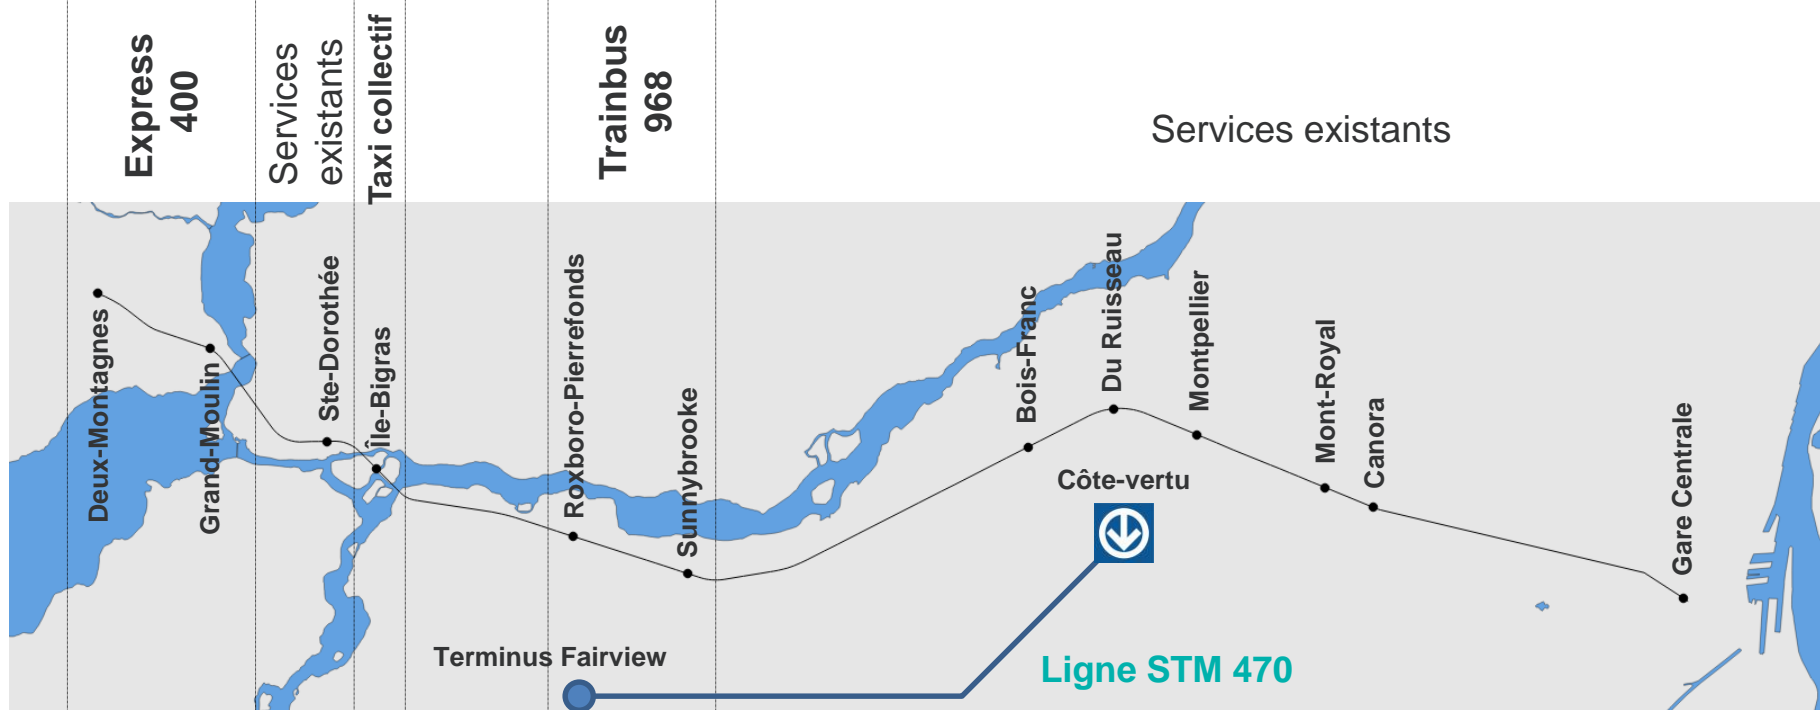 Express
400
Services
existants
Taxi collectif
Trainbus
968
Services existants
Deux-Montagnes
Grand-Moulin
Ste-Dorothée
Île-Bigras
Roxboro-Pierrefonds
Sunnybrooke
Bois-Franc
Du Ruisseau
Montpellier
Mont-Royal
Canora
Gare Centrale
Côte-vertu
Terminus Fairview
Ligne STM 470